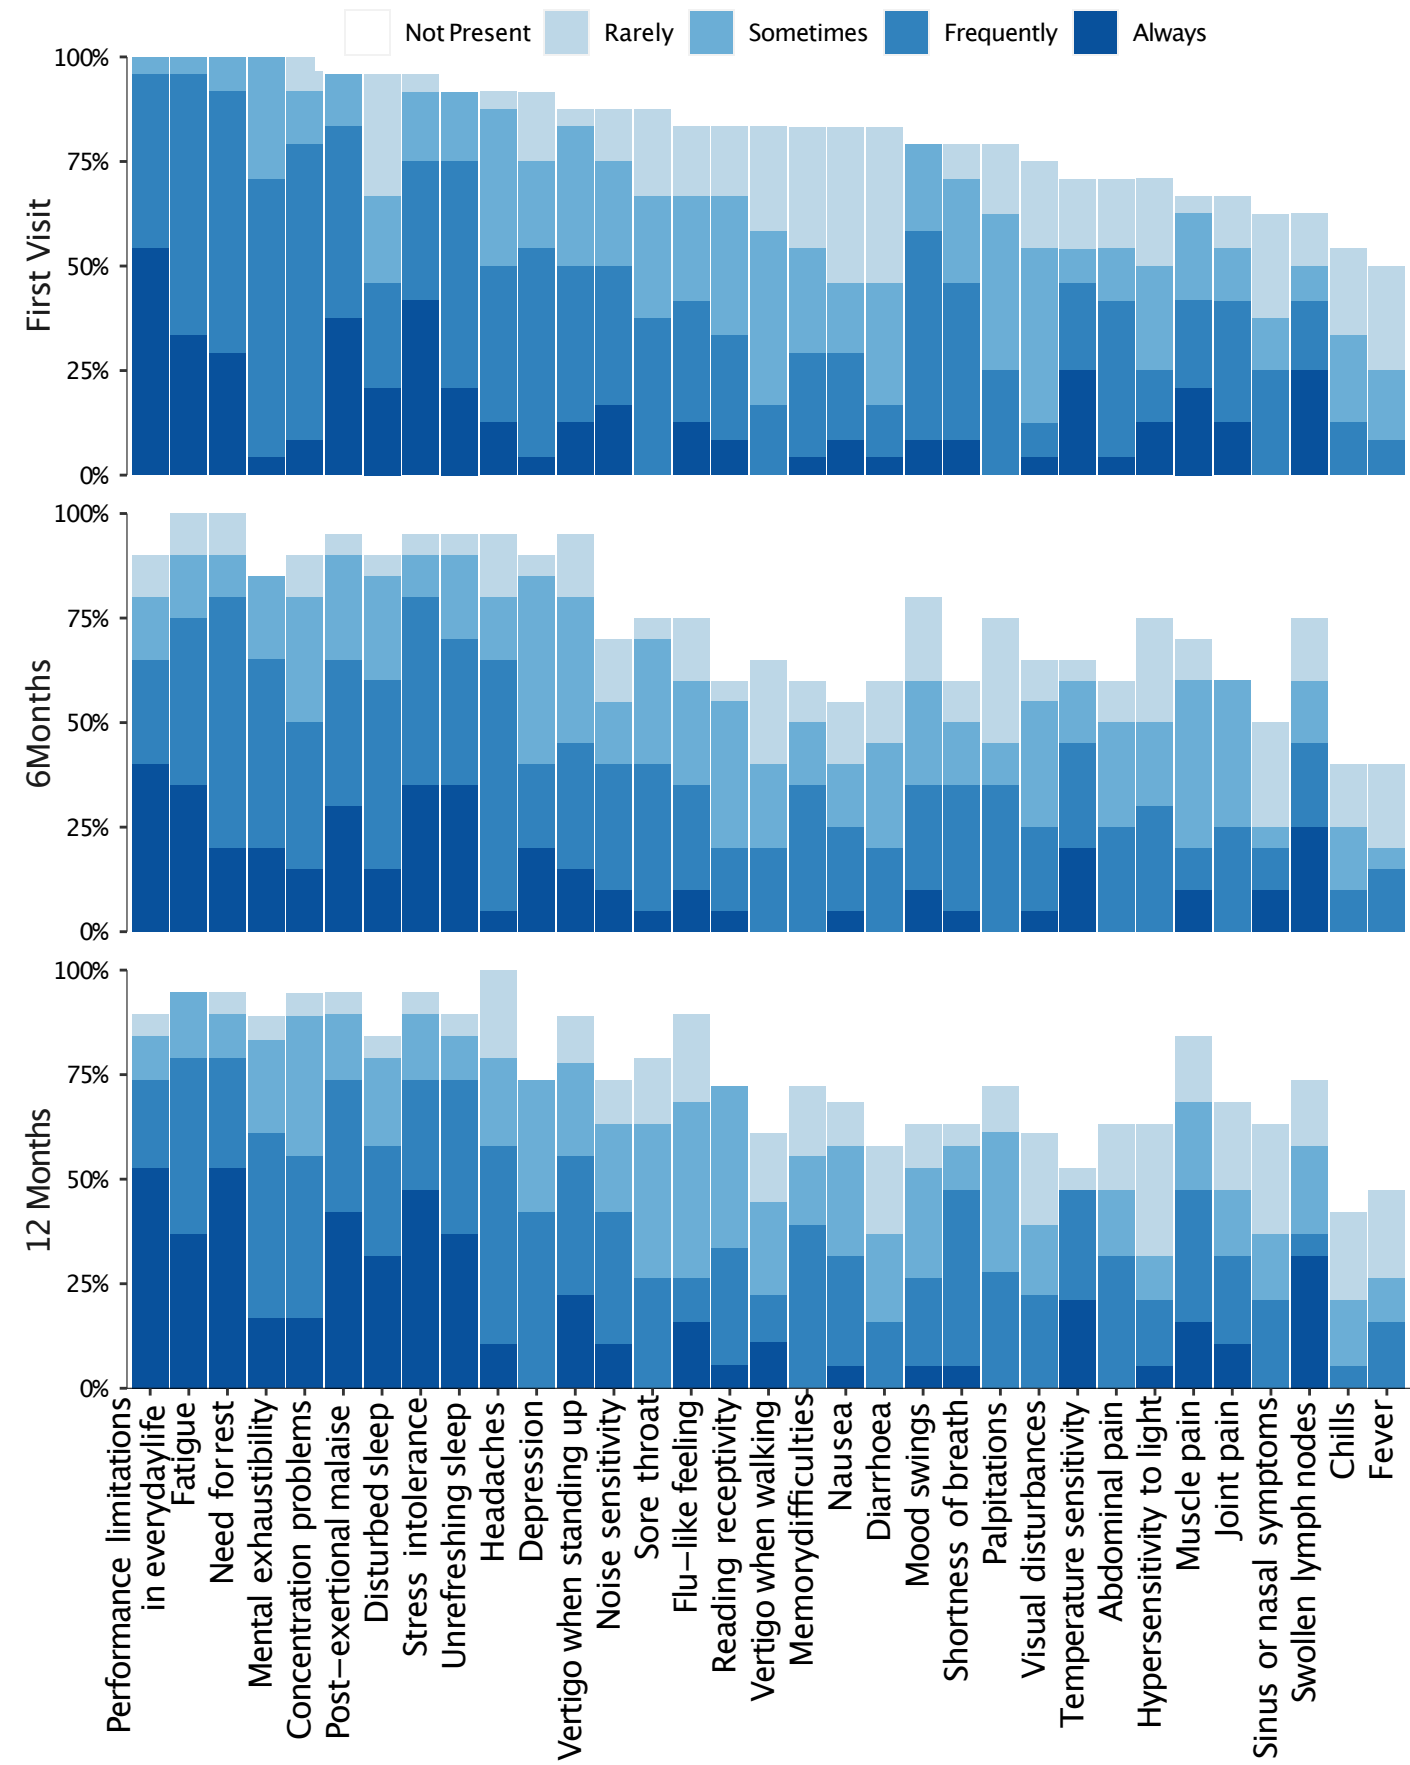 Not Present Rarely Sometimes Frequently Always
First Visit
100%
75%
50%
25%
0%
6Months
100%
75%
50%
25%
0%
12 Months
100%
75%
50%
25%
0%
Performance limitations
in everydaylife
Fatigue
Need for rest
Mental exhaustibility
Concentration problems
Post-exertional malaise
Disturbed sleep
Stress intolerance
Unrefreshing sleep
Headaches
Depression
Vertigo when standing up
Noise sensitivity
Sore throat
Flu-like feeling
Reading receptivity
Vertigo when walking
Memorydifficulties
Nausea
Diarrhoea
Mood swings
Shortness of breath
Palpitations
Visual disturbances
Temperature sensitivity
Abdominal pain
Hypersensitivity to light
Muscle pain
Joint pain
Sinus or nasal symptoms
Swollen lymph nodes
Chills
Fever